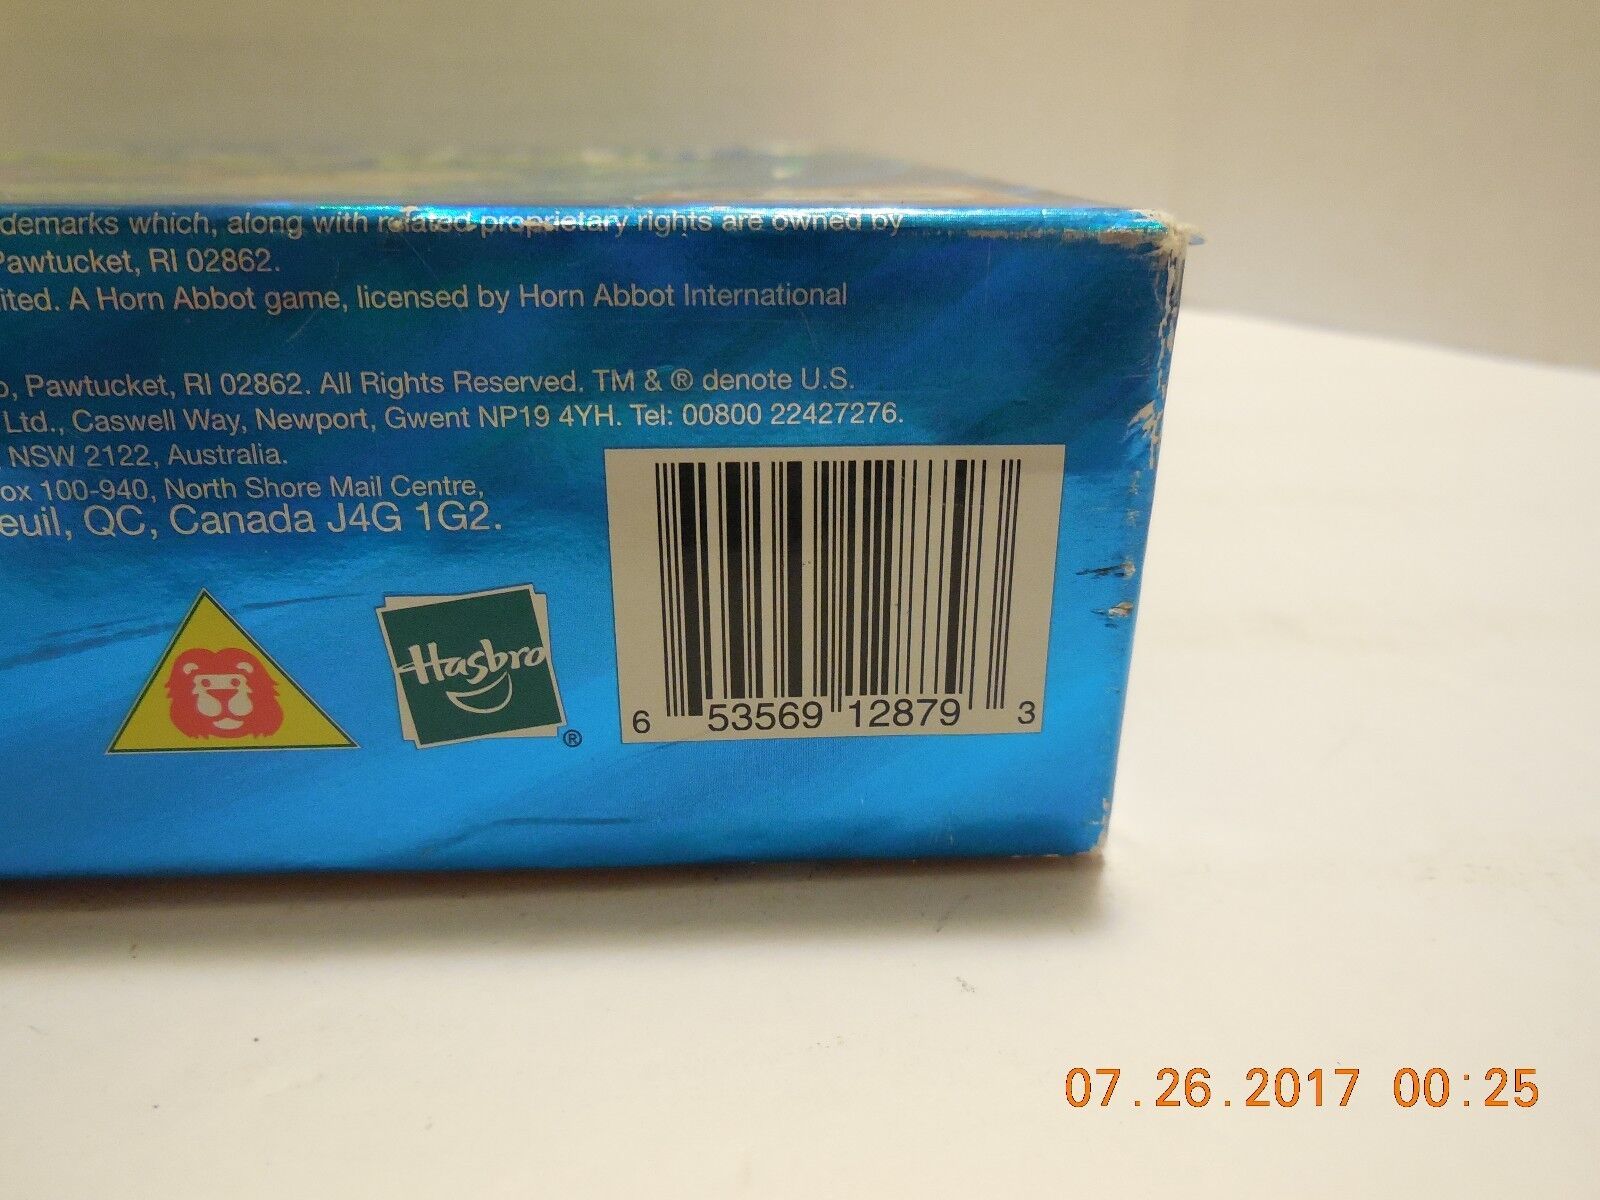 demarks which, along with related proprietary rights are owned by
Pawtucket, RI 02862.
ited. A Horn Abbot game, licensed by Horn Abbot International
o, Pawtucket, RI 02862. All Rights Reserved. TM & ® denote U.S.
Ltd., Caswell Way, Newport, Gwent NP19 4YH. Tel: 00800 22427276.
NSW 2122, Australia.
ox 100-940, North Shore Mail Centre,
euil, QC, Canada J4G 1G2.
Hasbro ®
6 53569 12879 3
07.26.2017 00:25